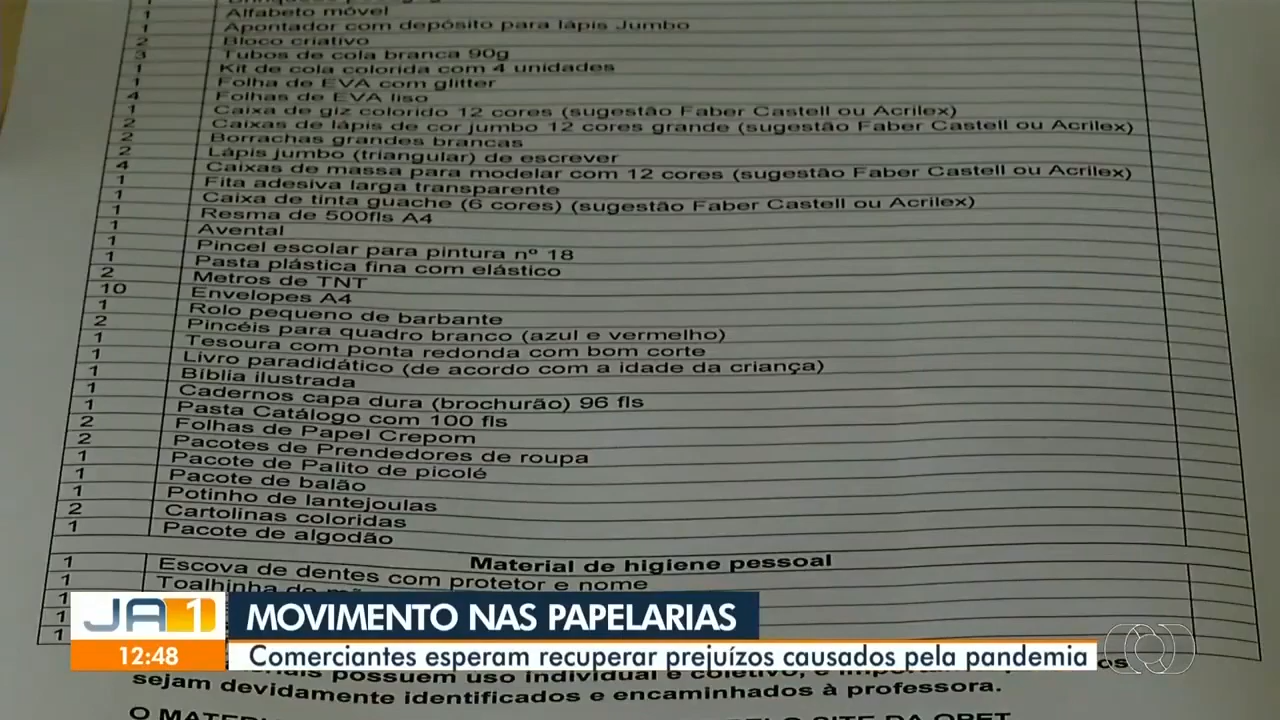 1 Alfabeto móvel
1 Apontador com depósito para lápis Jumbo
2 Bloco criativo
3 Tubos de cola branca 90g
1 Kit de cola colorida com 4 unidades
1 Folha de EVA com glitter
4 Folhas de EVA liso
1 Caixa de giz colorido 12 cores (sugestão Faber Castell ou Acrilex)
2 Caixas de lápis de cor jumbo 12 cores grande (sugestão Faber Castell ou Acrilex)
2 Borrachas grandes brancas
2 Lápis jumbo (triangular) de escrever
4 Caixas de massa para modelar com 12 cores (sugestão Faber Castell ou Acrilex)
1 Fita adesiva larga transparente
1 Caixa de tinta guache (6 cores) (sugestão Faber Castell ou Acrilex)
1 Resma de 500fls A4
1 Avental
1 Pincel escolar para pintura nº 18
1 Pasta plástica fina com elástico
2 Metros de TNT
10 Envelopes A4
1 Rolo pequeno de barbante
2 Pincéis para quadro branco (azul e vermelho)
1 Tesoura com ponta redonda com bom corte
1 Livro paradidático (de acordo com a idade da criança)
1 Bíblia ilustrada
1 Cadernos capa dura (brochurão) 96 fls
1 Pasta Catálogo com 100 fls
2 Folhas de Papel Crepom
2 Pacotes de Prendedores de roupa
1 Pacote de Palito de picolé
1 Pacote de balão
1 Potinho de lantejoulas
2 Cartolinas coloridas
1 Pacote de algodão
Material de higiene pessoal
1 Escova de dentes com protetor e nome
1 Toalhinha de
1
1
JA1 MOVIMENTO NAS PAPELARIAS
12:48 Comerciantes esperam recuperar prejuízos causados pela pandemia
possuem uso individual e coletivo, é
sejam devidamente identificados e encaminhados à professora.
O
SITE DA OPET